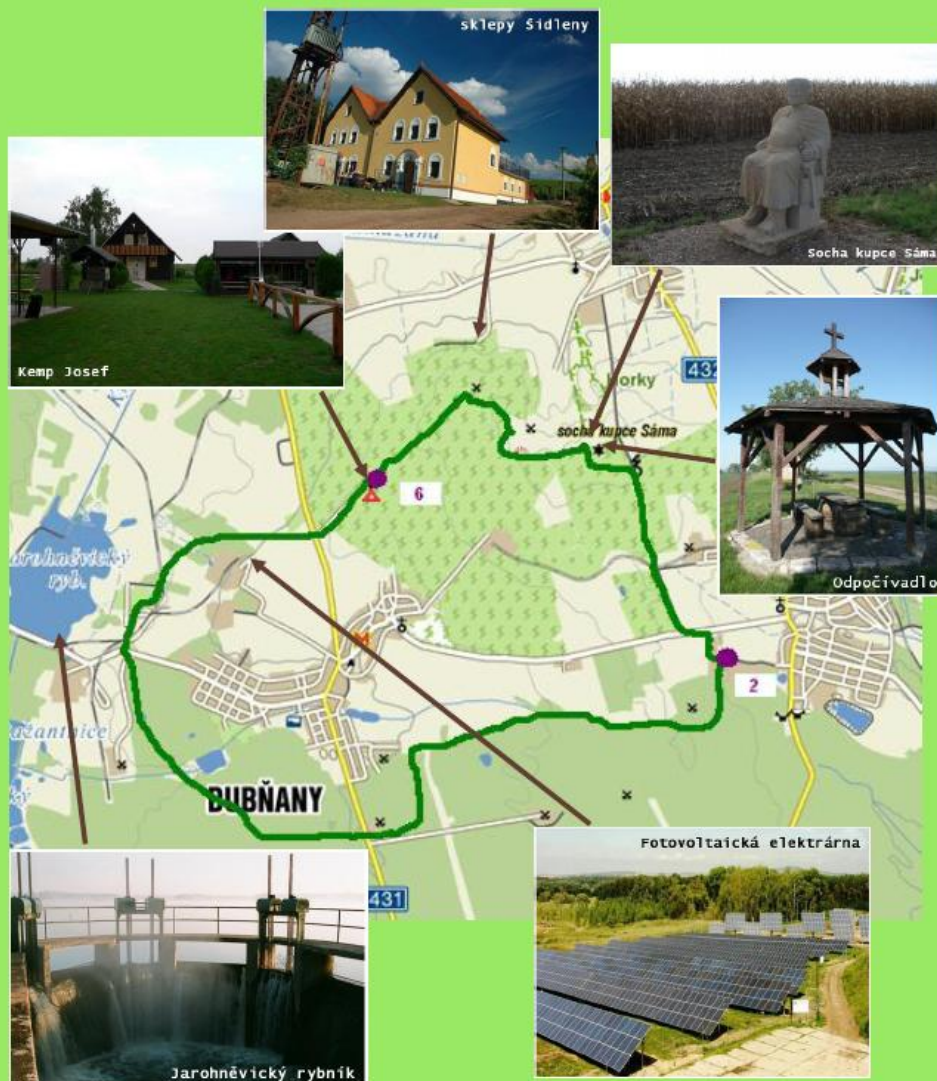 sklepy Šidleny
Socha kupce Sáma
Kemp Josef
432
Horky
socha kupce Sáma
6
Jarohněvický
ryb.
Odpočívadlo
2
DUBŇANY
431
Fotovoltaická elektrárna
Jarohněvický rybník